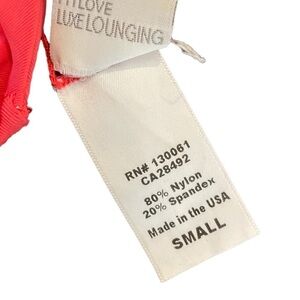 LUXE LOUNGING
RN# 130061
CA28492
80% Nylon
20% Spandex
Made in the USA
SMALL